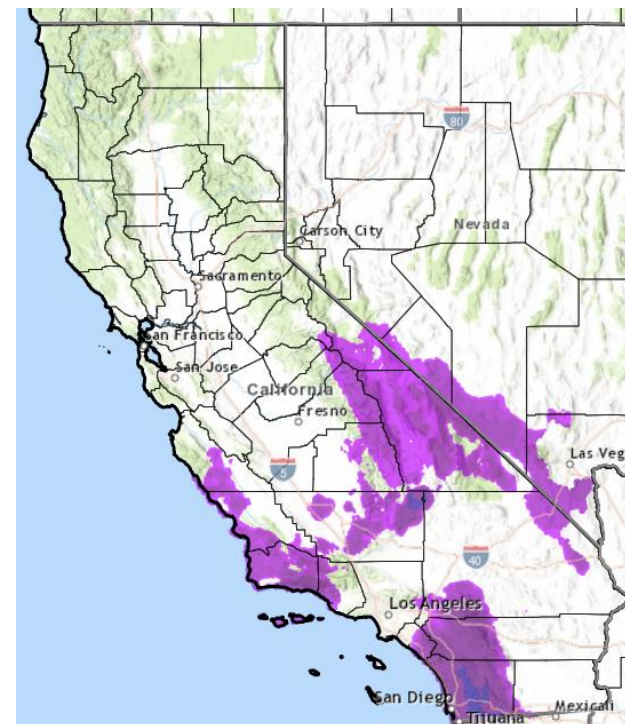 80
Carson City
Nevada
Sacramento
San Francisco
San Jose
California
Fresno
5
Las Veg
40
Los Angeles
San Diego
Tijuana
Mexicali